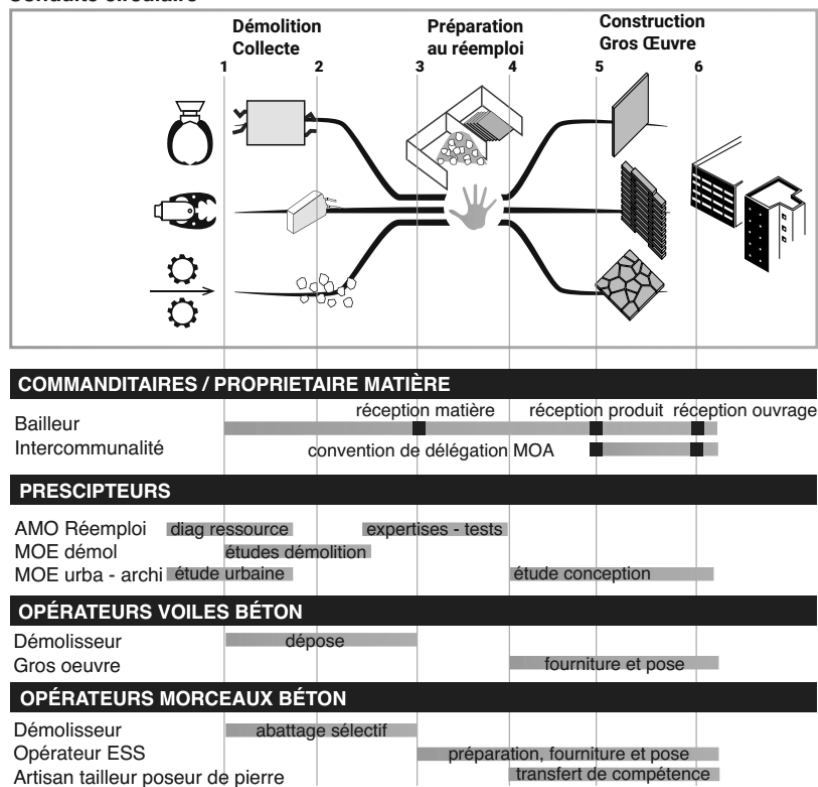 Conduite circulaire
Démolition
Collecte
Préparation
au réemploi
Construction
Gros Œuvre
1 2 3 4 5 6
COMMANDITAIRES / PROPRIETAIRE MATIÈRE
réception matière réception produit réception ouvrage
Bailleur
Intercommunalité convention de délégation MOA
PRESCIPTEURS
AMO Réemploi diag ressource expertises - tests
MOE démol études démolition
MOE urba - archi étude urbaine étude conception
OPÉRATEURS VOILES BÉTON
Démolisseur dépose
Gros oeuvre fourniture et pose
OPÉRATEURS MORCEAUX BÉTON
Démolisseur abattage sélectif
Opérateur ESS préparation, fourniture et pose
Artisan tailleur poseur de pierre transfert de compétence